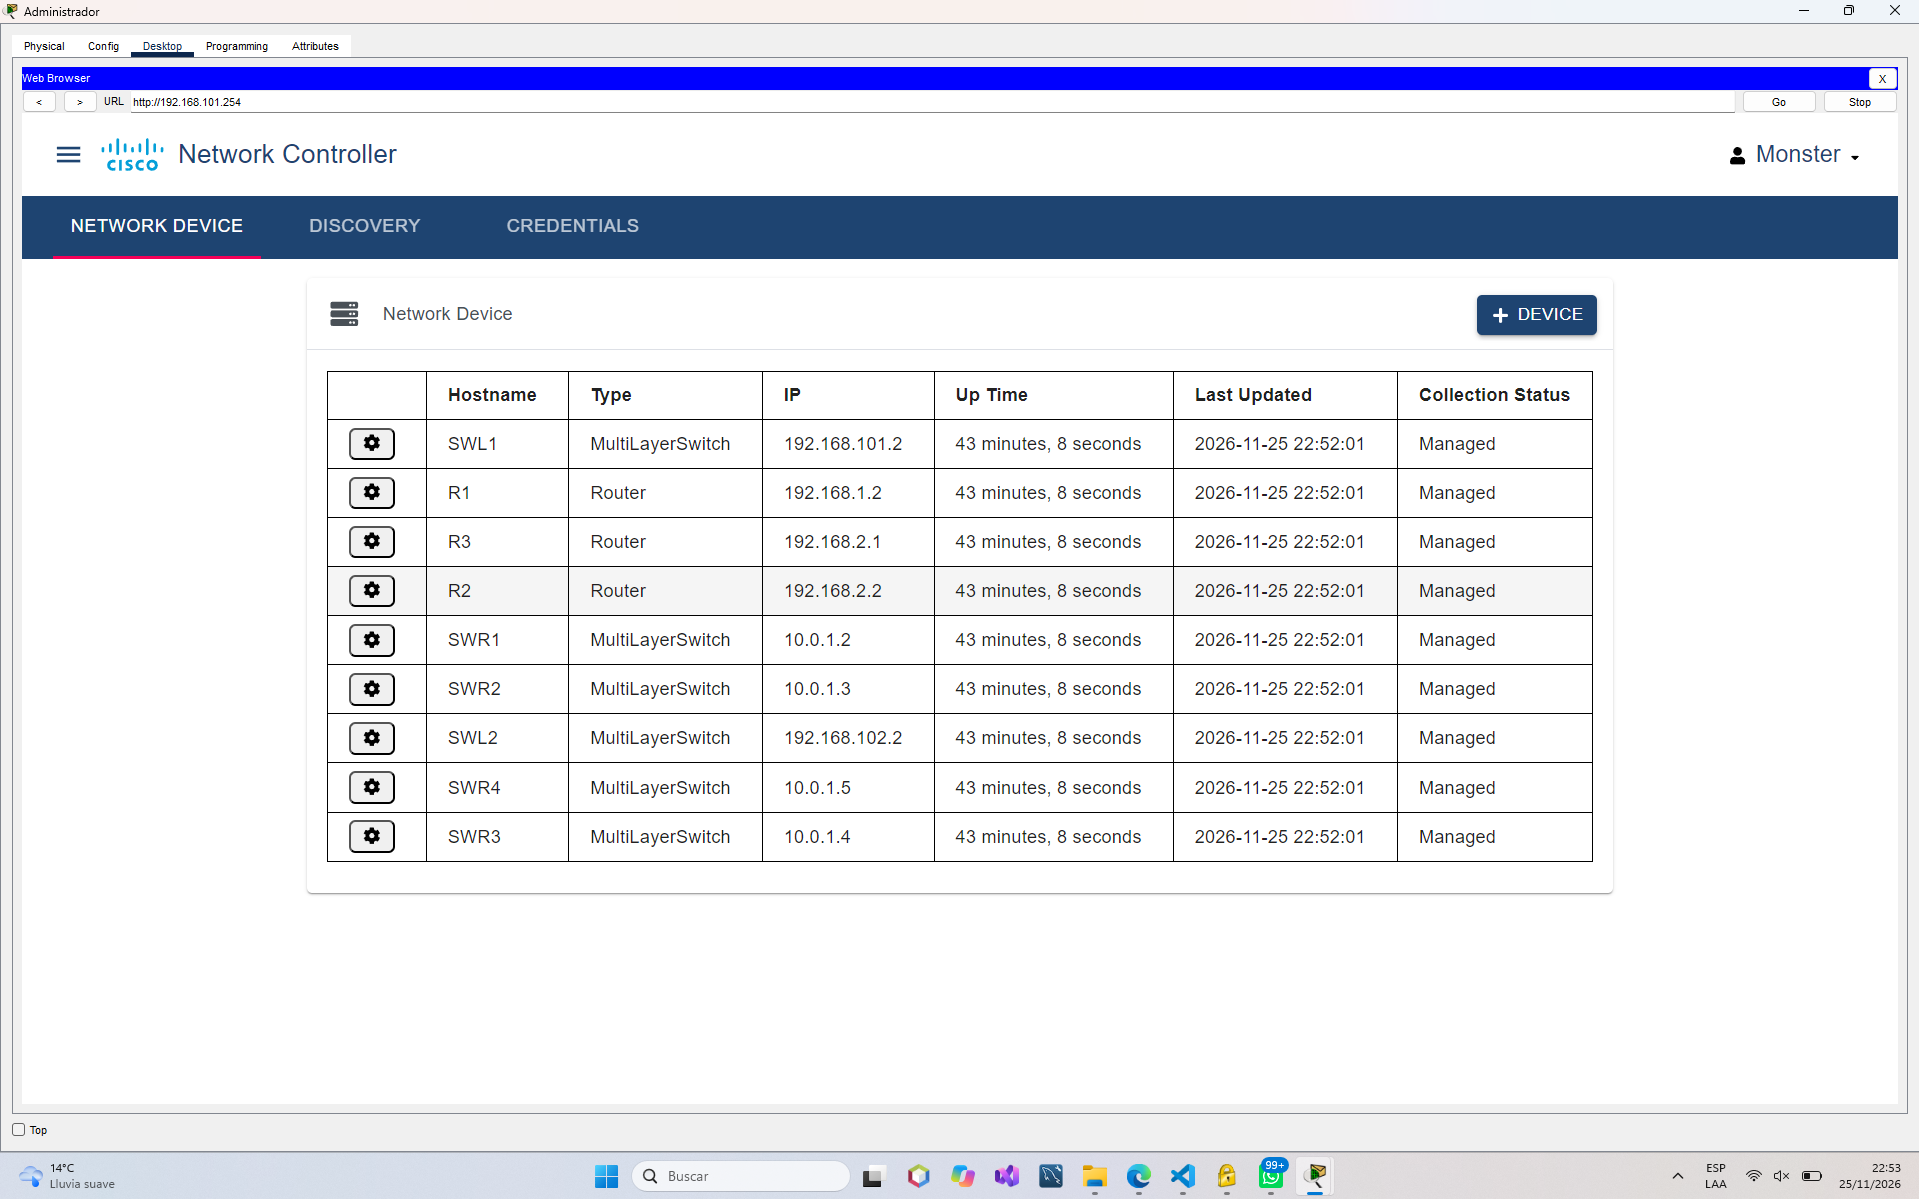 Administrador
Physical Config Desktop Programming Attributes
Web Browser X
< > URL http://192.168.101.254 Go Stop
CISCO Network Controller Monster
NETWORK DEVICE DISCOVERY CREDENTIALS
Network Device + DEVICE
Hostname Type IP Up Time Last Updated Collection Status
SWL1 MultiLayerSwitch 192.168.101.2 43 minutes, 8 seconds 2026-11-25 22:52:01 Managed
R1 Router 192.168.1.2 43 minutes, 8 seconds 2026-11-25 22:52:01 Managed
R3 Router 192.168.2.1 43 minutes, 8 seconds 2026-11-25 22:52:01 Managed
R2 Router 192.168.2.2 43 minutes, 8 seconds 2026-11-25 22:52:01 Managed
SWR1 MultiLayerSwitch 10.0.1.2 43 minutes, 8 seconds 2026-11-25 22:52:01 Managed
SWR2 MultiLayerSwitch 10.0.1.3 43 minutes, 8 seconds 2026-11-25 22:52:01 Managed
SWL2 MultiLayerSwitch 192.168.102.2 43 minutes, 8 seconds 2026-11-25 22:52:01 Managed
SWR4 MultiLayerSwitch 10.0.1.5 43 minutes, 8 seconds 2026-11-25 22:52:01 Managed
SWR3 MultiLayerSwitch 10.0.1.4 43 minutes, 8 seconds 2026-11-25 22:52:01 Managed
Top
14°C
Lluvia suave
Buscar
99+
ESP
LAA
22:53
25/11/2026